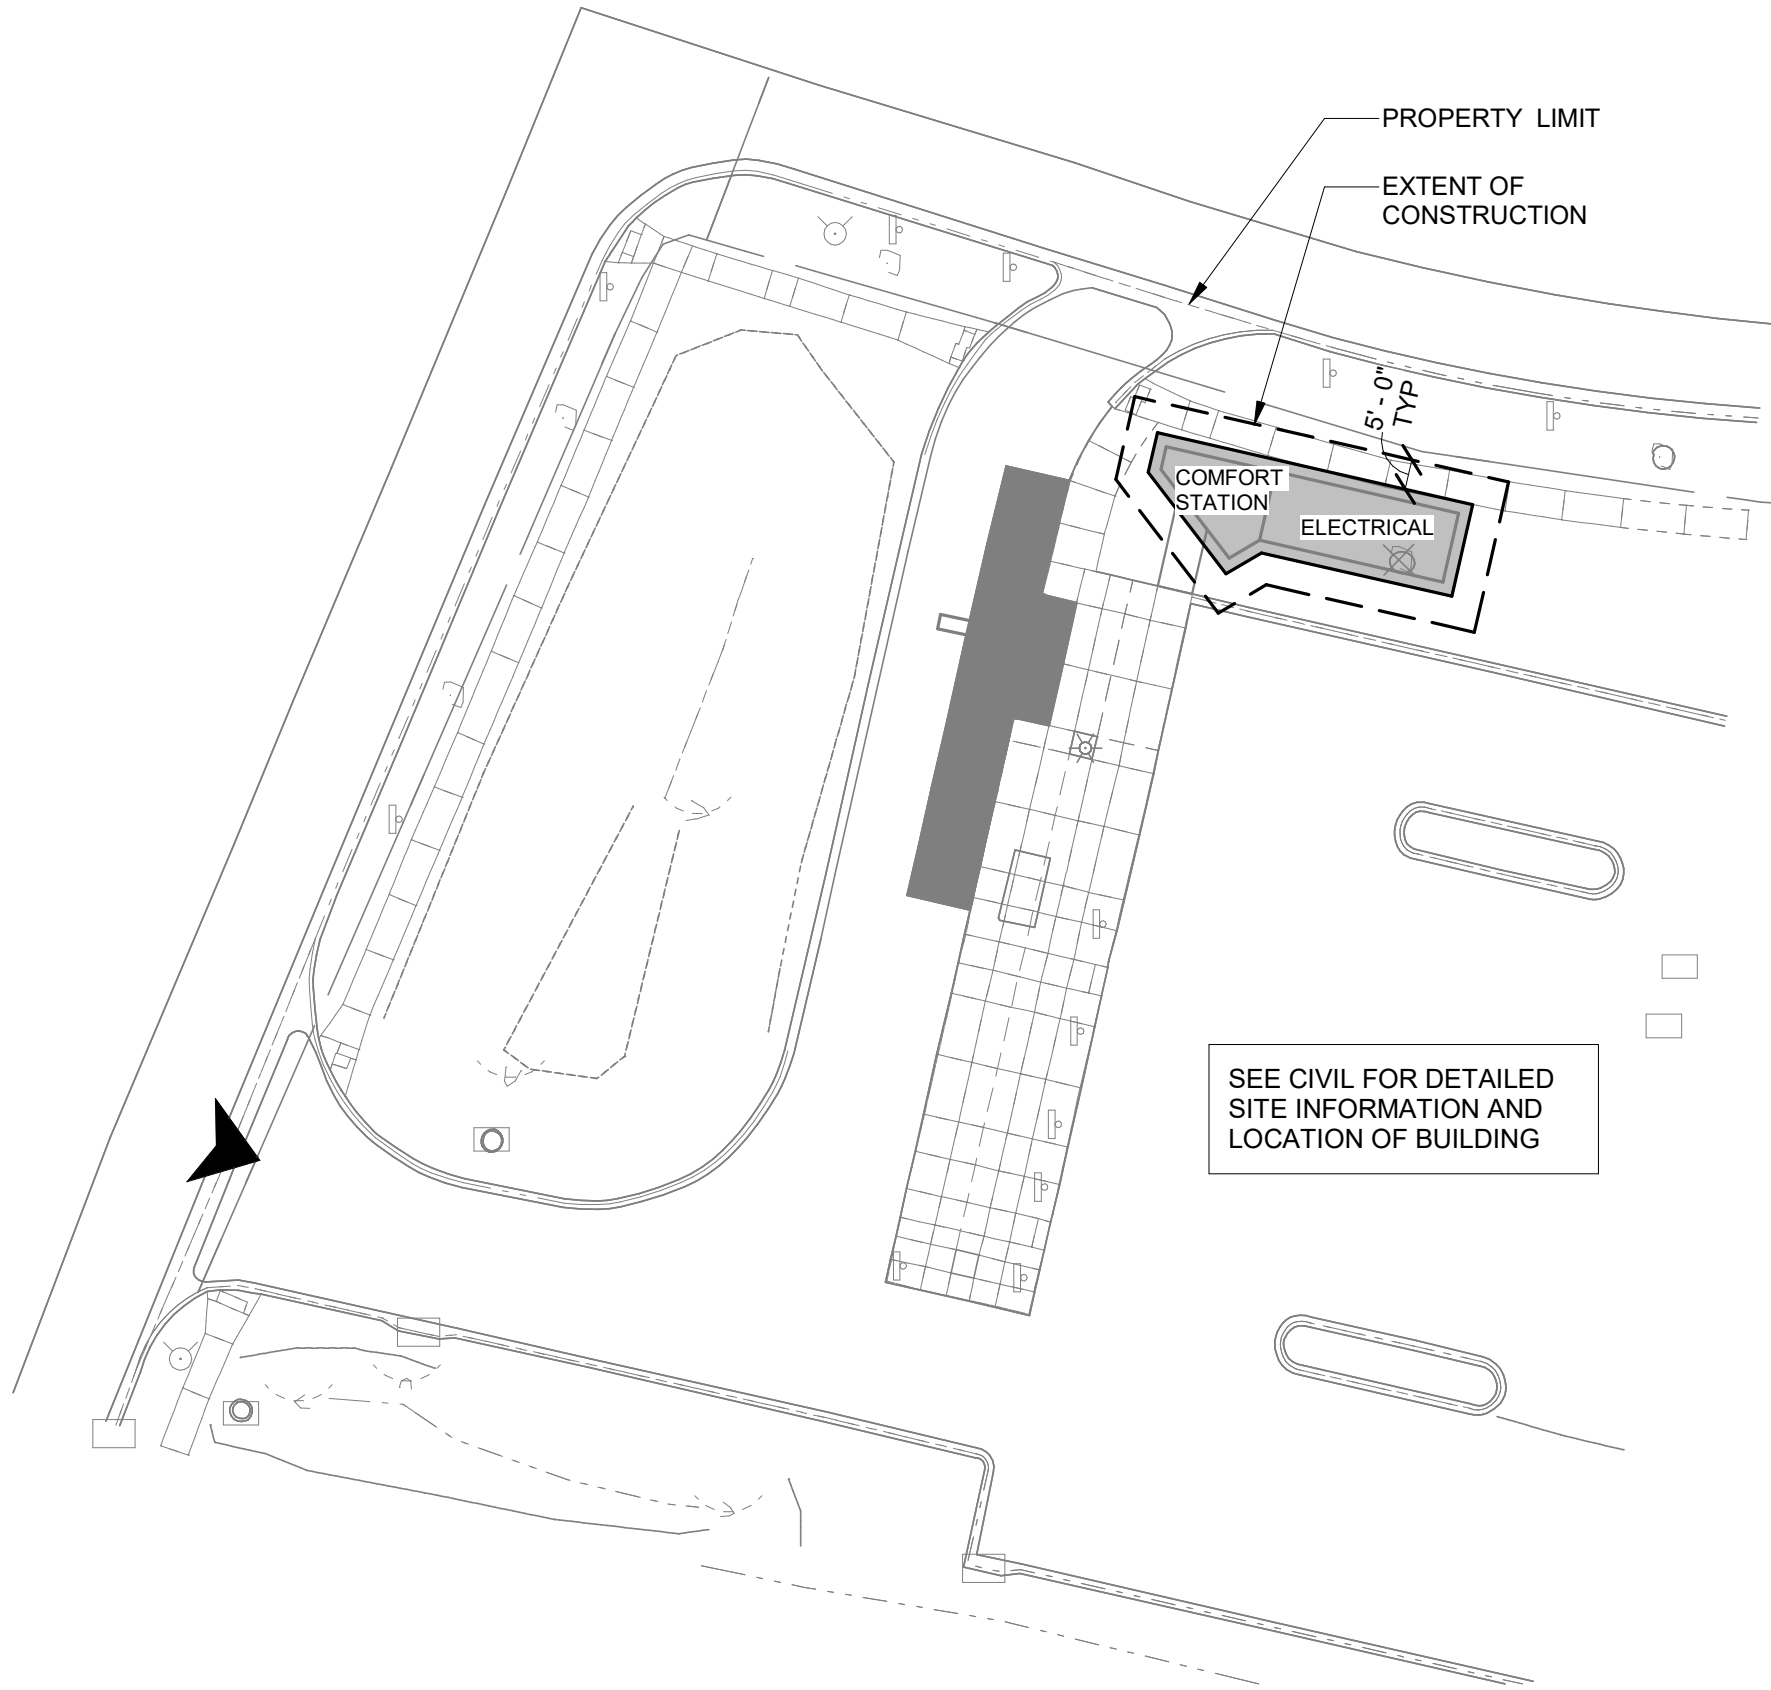 PROPERTY LIMIT
EXTENT OF
CONSTRUCTION
5' - 0"
TYP
COMFORT
STATION
ELECTRICAL
SEE CIVIL FOR DETAILED
SITE INFORMATION AND
LOCATION OF BUILDING